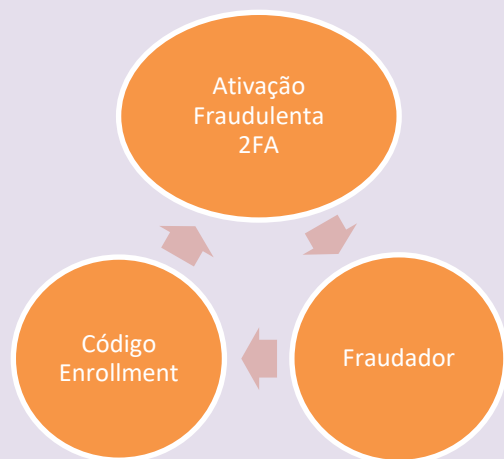 Ativação
Fraudulenta
2FA
Código
Enrollment
Fraudador